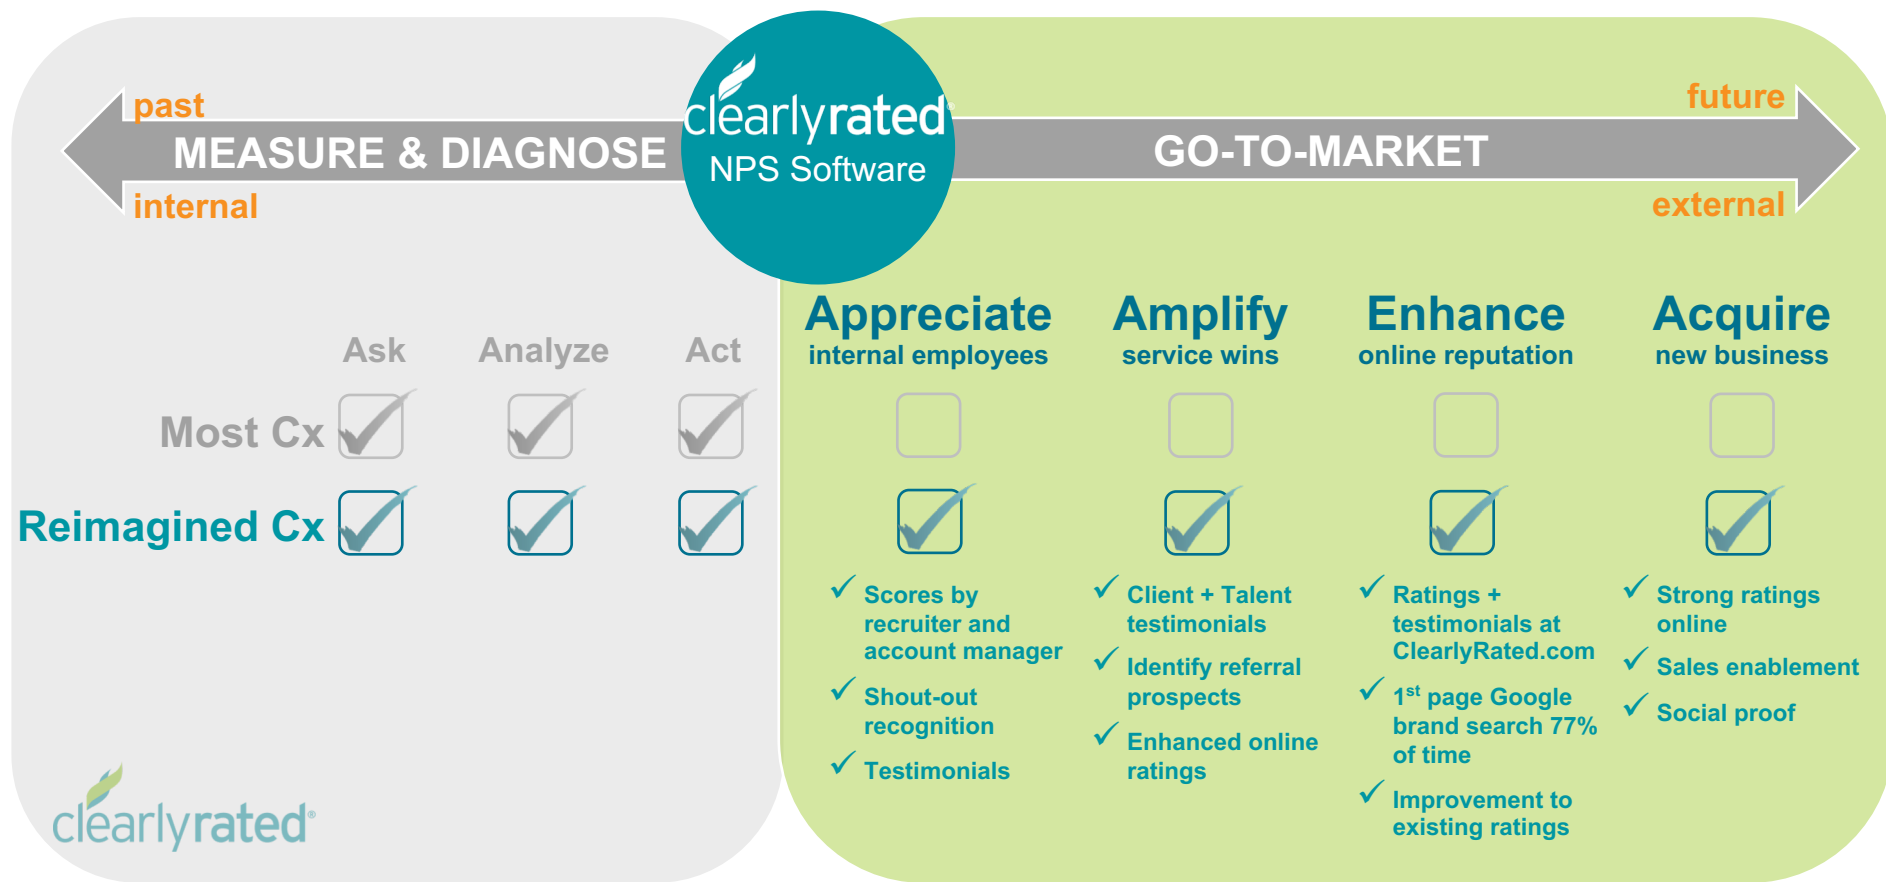 past
MEASURE & DIAGNOSE
internal
clearlyrated®
NPS Software
future
GO-TO-MARKET
external
Ask
Analyze
Act
Most Cx
Reimagined Cx
Appreciate
internal employees
Amplify
service wins
Enhance
online reputation
Acquire
new business
Scores by
recruiter and
account manager
Shout-out
recognition
Testimonials
Client + Talent
testimonials
Identify referral
prospects
Enhanced online
ratings
Ratings +
testimonials at
ClearlyRated.com
1st page Google
brand search 77%
of time
Improvement to
existing ratings
Strong ratings
online
Sales enablement
Social proof
clearlyrated®